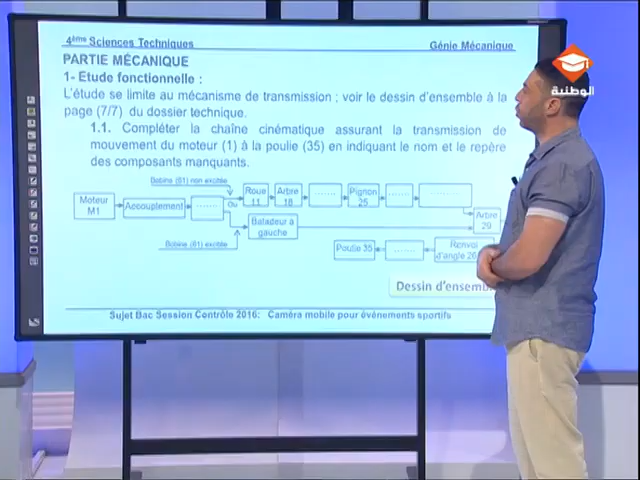 4ème Sciences Techniques
Génie Mécanique
PARTIE MÉCANIQUE
1- Etude fonctionnelle :
L'étude se limite au mécanisme de transmission ; voir le dessin d'ensemble à la
page (7/7) du dossier technique.
1.1. Compléter la chaîne cinématique assurant la transmission de
mouvement du moteur (1) à la poulie (35) en indiquant le nom et le repère
des composants manquants.
Bobine (61) non excitée
Moteur
M1
Accouplement
........
Ou
Roue
11
Arbre
18
........
Pignon
25
........
........
Baladeur à
gauche
Arbre
29
Bobine (61) excitée
Poulie 35
........
Renvoi
d'angle 26
Dessin d'ensemb
Sujet Bac Session Contrôle 2016: Caméra mobile pour évènements sportifs
الوطنية